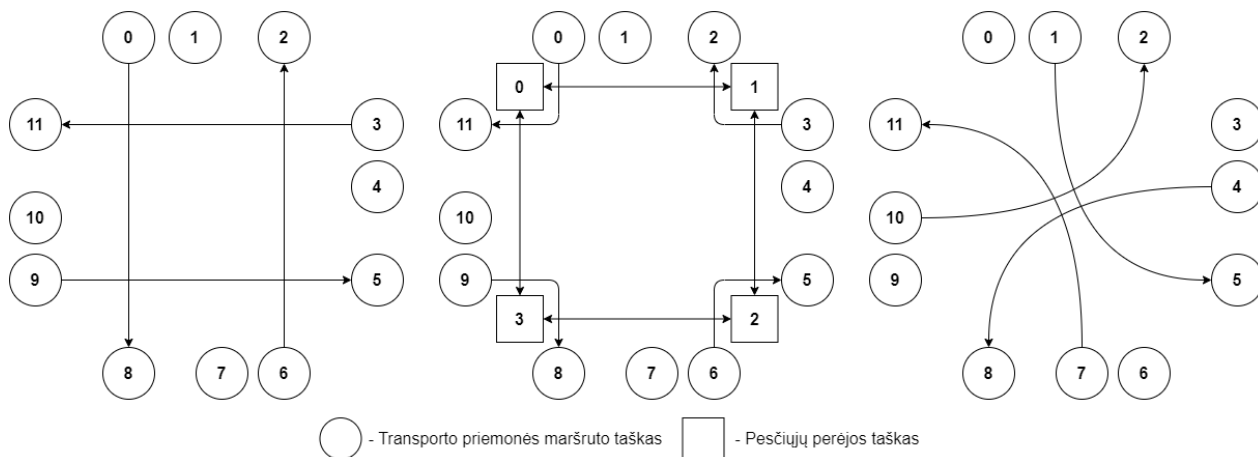 0 1 2 0 1 2 0 1 2
0 1
11 3 11 3 11 3
4 4 4
10 10 10
9 5 9 5 9 5
3 2
8 7 6 8 7 6 8 7 6
- Transporto priemonės maršruto taškas - Pesčiųjų perėjos taškas